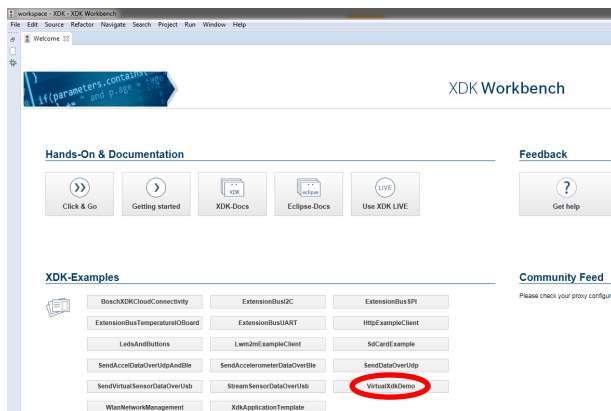 workspace - XDK - XDK Workbench
File Edit Source Refactor Navigate Search Project Run Window Help
Welcome
if(parameters.contains
and p.age
XDK Workbench
Hands-On & Documentation
Feedback
XDK
eclipse
LIVE
?
Click & Go
Getting started
XDK-Docs
Eclipse-Docs
Use XDK LIVE
Get help
XDK-Examples
Community Feed
Please check your proxy configur
BoschXDKCloudConnectivity
ExtensionBusI2C
ExtensionBusSPI
ExtensionBusTemperatureIOBoard
ExtensionBusUART
HttpExampleClient
LedsAndButtons
Lwm2mExampleClient
SdCardExample
SendAccelDataOverUdpAndBle
SendAccelerometerDataOverBle
SendDataOverUdp
SendVirtualSensorDataOverUsb
StreamSensorDataOverUsb
VirtualXdkDemo
WlanNetworkManagement
XdkApplicationTemplate